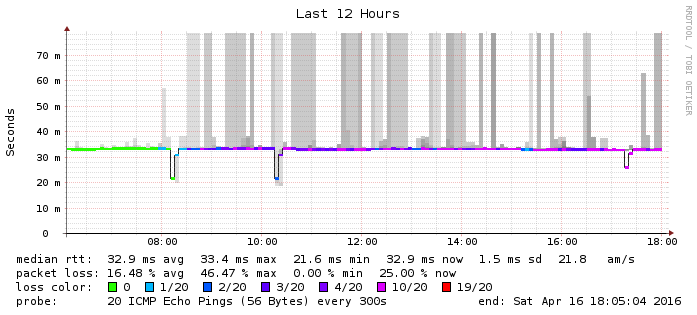 Last 12 Hours
RRDTOOL / TOBI OETIKER
Seconds
70 m
60 m
50 m
40 m
30 m
20 m
10 m
0
08:00 10:00 12:00 14:00 16:00 18:00
median rtt: 32.9 ms avg 33.4 ms max 21.6 ms min 32.9 ms now 1.5 ms sd 21.8 am/s
packet loss: 16.48 % avg 46.47 % max 0.00 % min 25.00 % now
loss color: 0 1/20 2/20 3/20 4/20 10/20 19/20
probe: 20 ICMP Echo Pings (56 Bytes) every 300s end: Sat Apr 16 18:05:04 2016